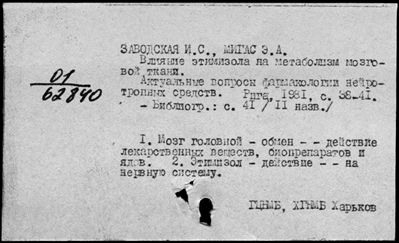 ЗАВОДСКАЯ И.С., МИГАС Э.А.
Влияние этимизола на метаболизм мозго-
вой ткани.
Актуальные вопросы фармакологии нейро-
тропных средств. Рига, 1981, с. 38-41.
- Библиогр.: с. 41 /11 назв./
01
62840
I. Мозг головной - обмен - - действие
лекарственных веществ, биопрепаратов и
ядов. 2. Этимизол - действие - - на
нервную систему.
ГЦНМБ, ХГНМБ Харьков